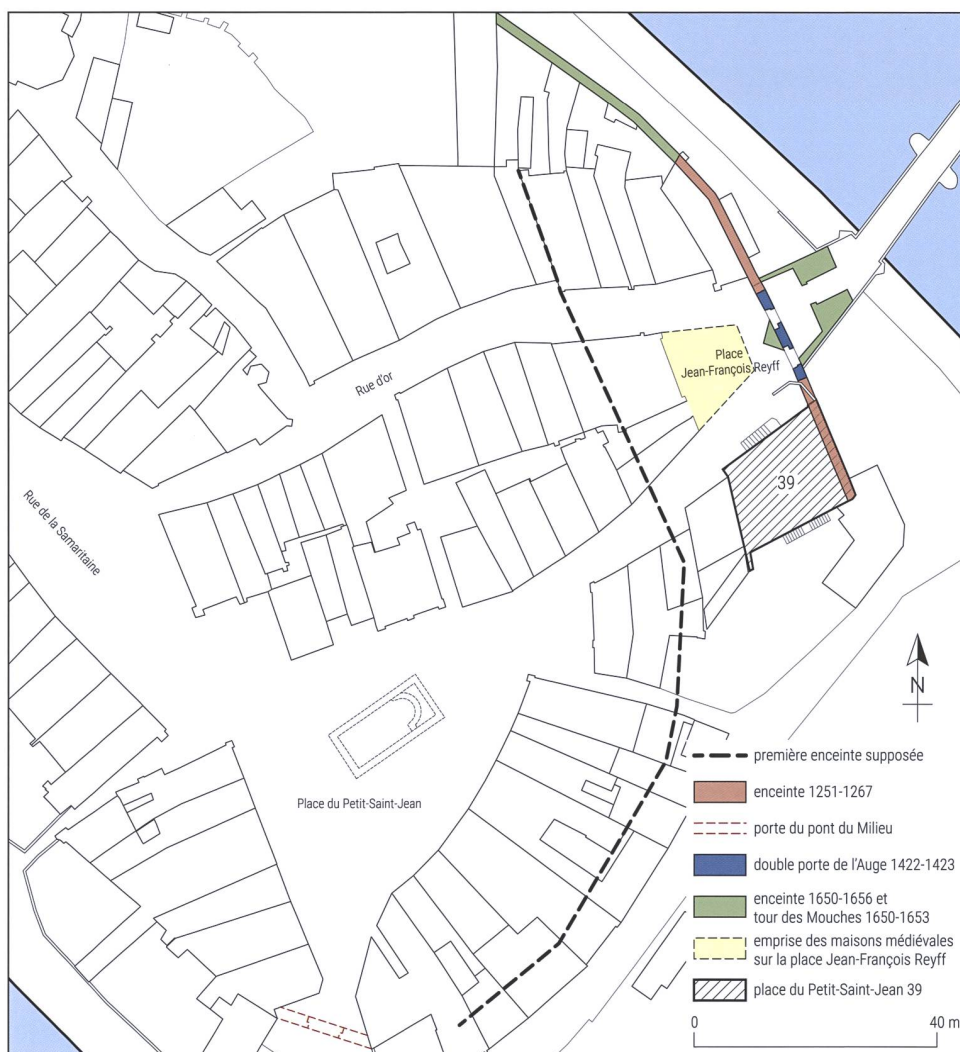 Place
Jean-François Reyff
Rue d'or
39
Rue de la Samaritaine
N
Place du Petit-Saint-Jean
première enceinte supposée
enceinte 1251-1267
porte du pont du Milieu
double porte de l'Auge 1422-1423
enceinte 1650-1656 et
tour des Mouches 1650-1653
emprise des maisons médiévales
sur la place Jean-François Reyff
place du Petit-Saint-Jean 39
0 40 m